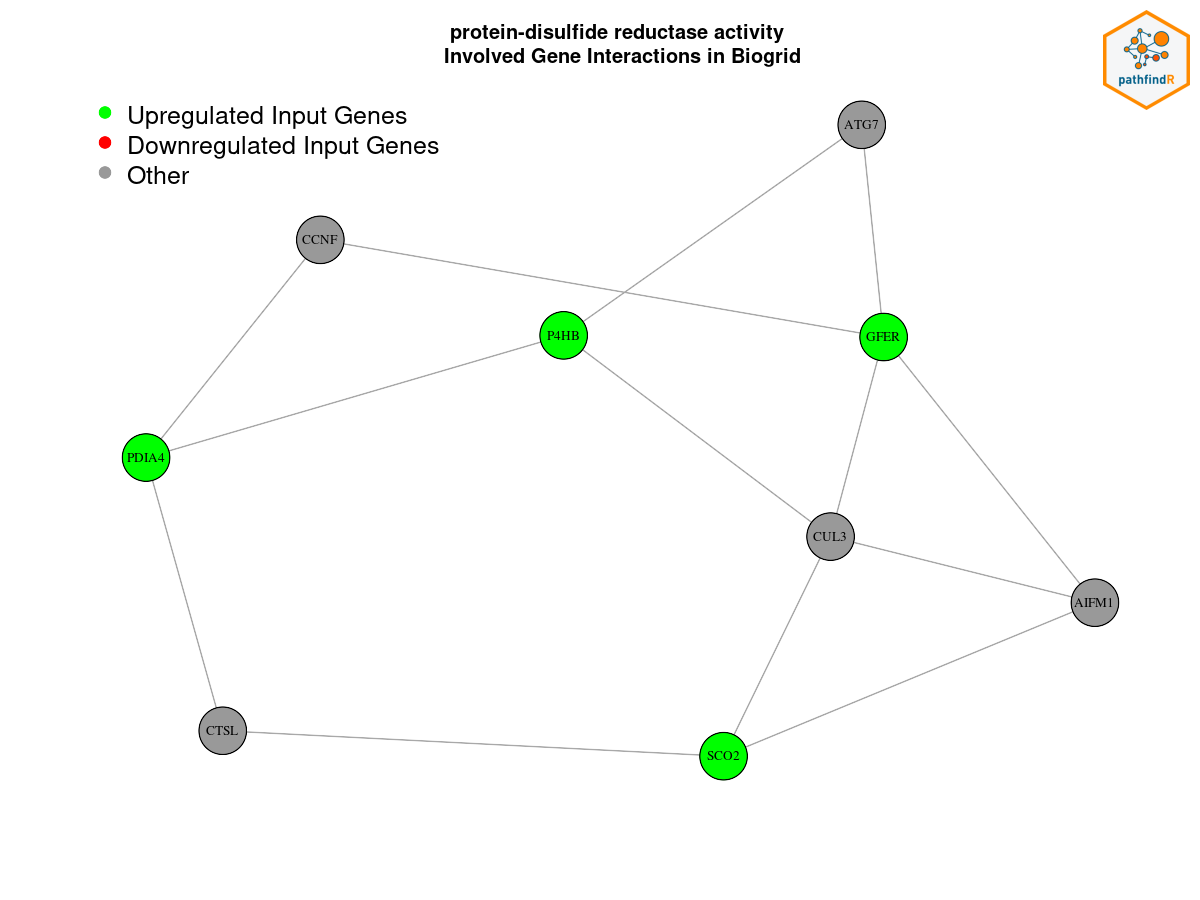 protein-disulfide reductase activity
Involved Gene Interactions in Biogrid
pathfindR
Upregulated Input Genes
Downregulated Input Genes
Other
ATG7
CCNF
P4HB
GFER
PDIA4
CUL3
AIFM1
CTSL
SCO2